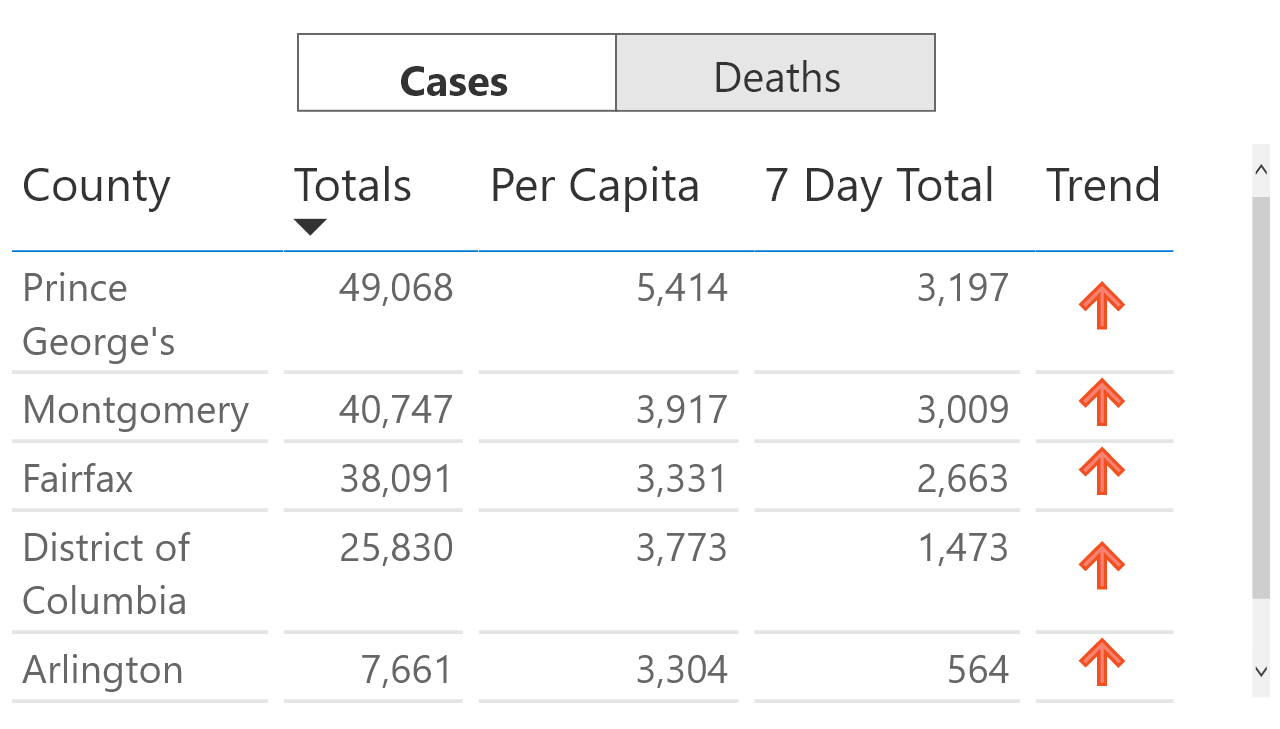 Cases Deaths
County Totals Per Capita 7 Day Total Trend
Prince 49,068 5,414 3,197
George's
Montgomery 40,747 3,917 3,009
Fairfax 38,091 3,331 2,663
District of 25,830 3,773 1,473
Columbia
Arlington 7,661 3,304 564